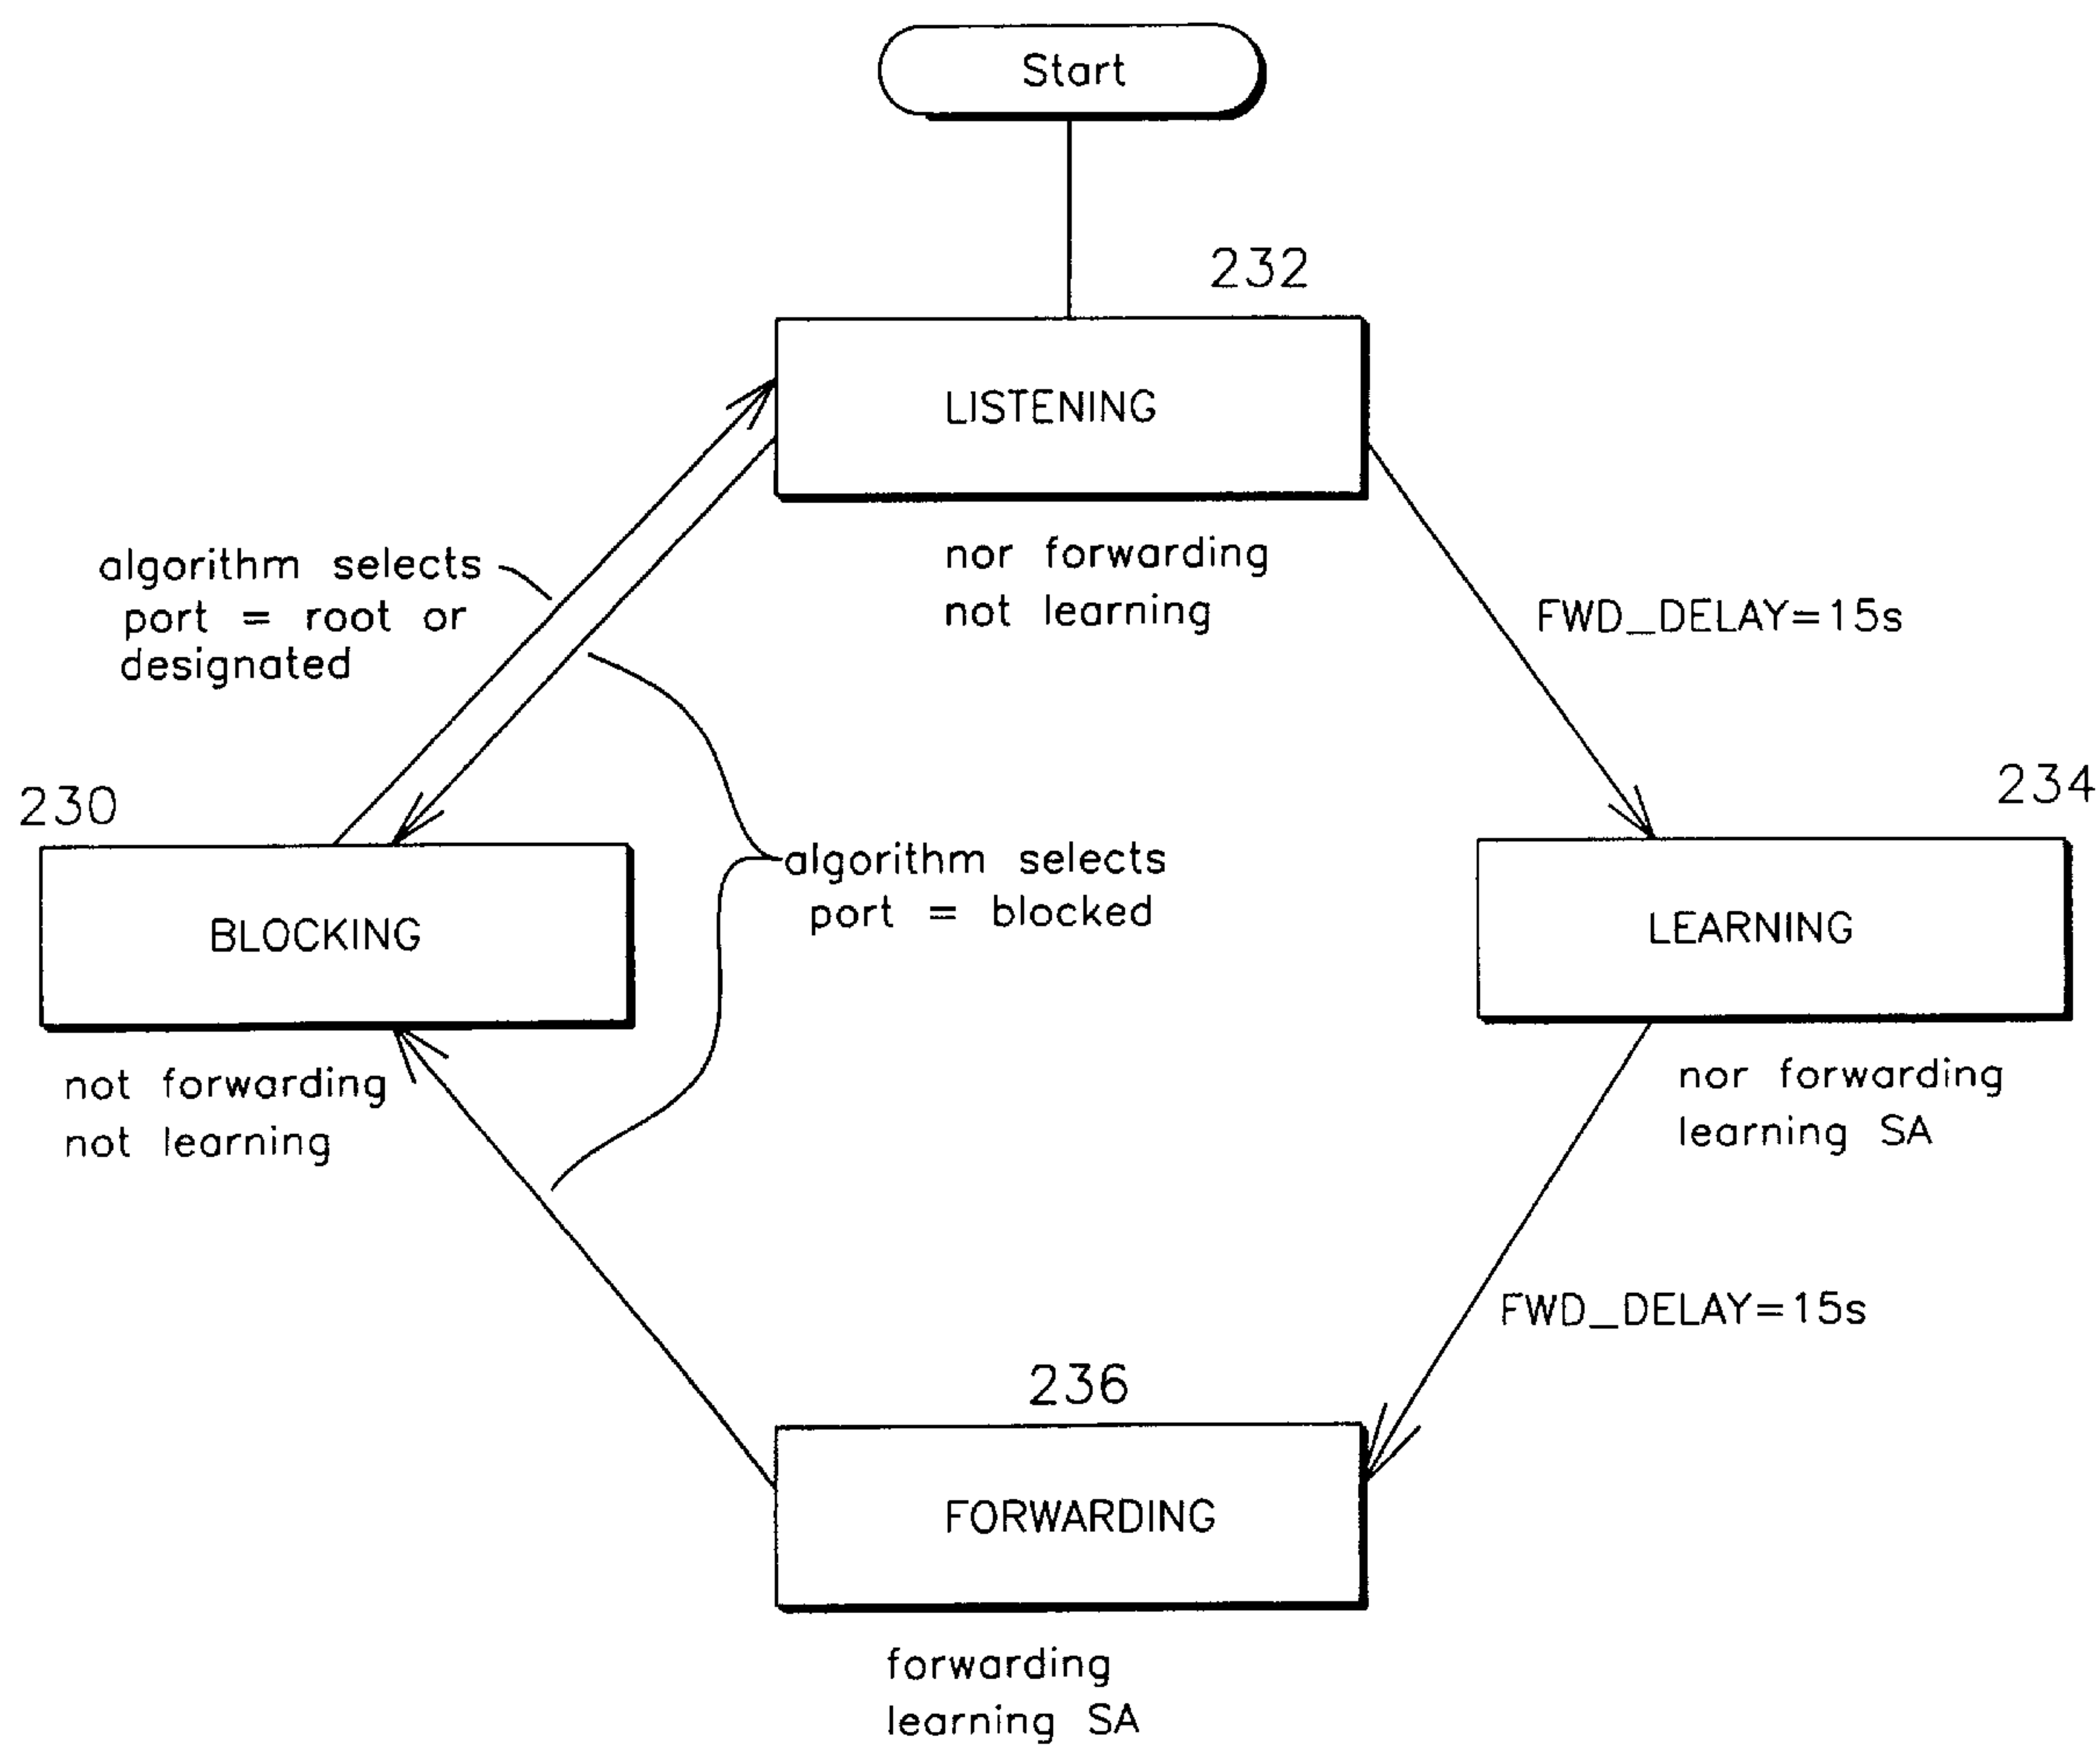 Start
232
LISTENING
nor forwarding
not learning
algorithm selects
port = root or
designated
FWD_DELAY=15s
230
234
BLOCKING
algorithm selects
port = blocked
LEARNING
not forwarding
not learning
nor forwarding
learning SA
FWD_DELAY=15s
236
FORWARDING
forwarding
learning SA